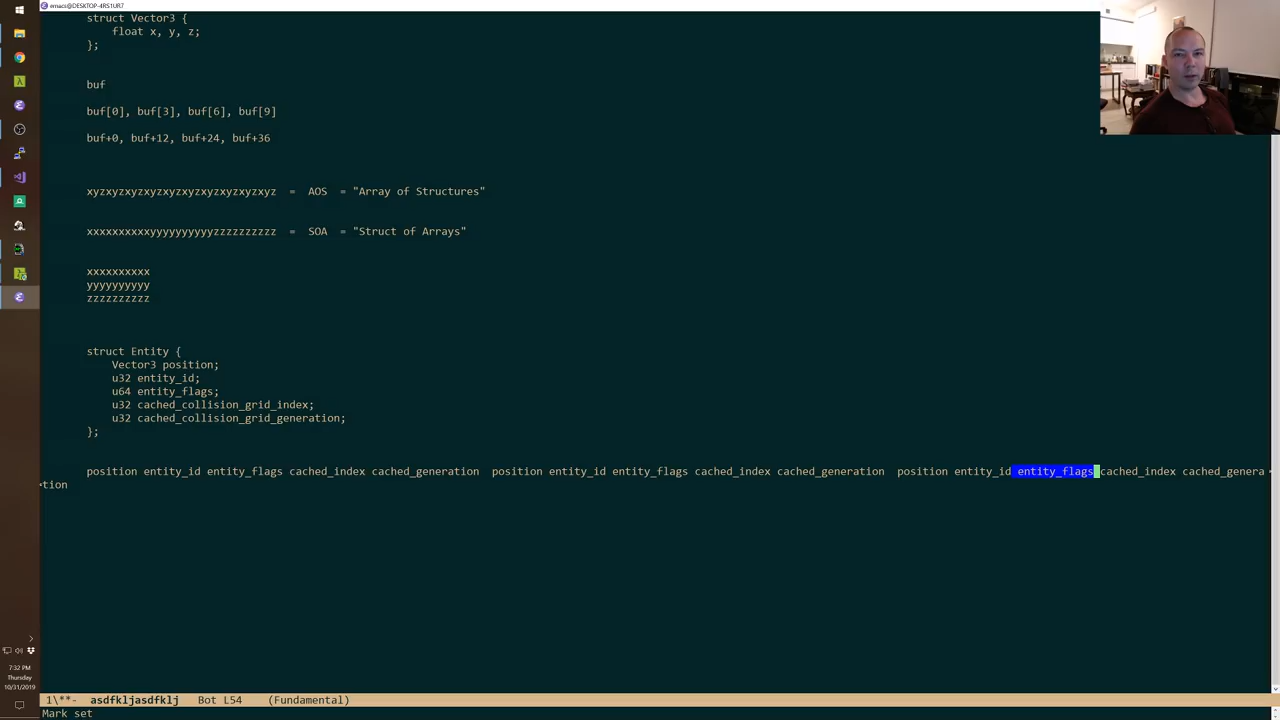 emacs@DESKTOP-4RS1UR7
struct Vector3 {
float x, y, z;
};
buf
buf[0], buf[3], buf[6], buf[9]
buf+0, buf+12, buf+24, buf+36
xyzxyzxyzxyzxyzxyzxyzxyzxyzxyz = AOS = "Array of Structures"
xxxxxxxxxxyyyyyyyyyyzzzzzzzzzz = SOA = "Struct of Arrays"
xxxxxxxxxx
yyyyyyyyyy
zzzzzzzzzz
struct Entity {
Vector3 position;
u32 entity_id;
u64 entity_flags;
u32 cached_collision_grid_index;
u32 cached_collision_grid_generation;
};
position entity_id entity_flags cached_index cached_generation position entity_id entity_flags cached_index cached_generation position entity_id entity_flags cached_index cached_genera
tion
7:32 PM
Thursday
10/31/2019
1\**- asdfkljasdfklj Bot L54 (Fundamental)
Mark set